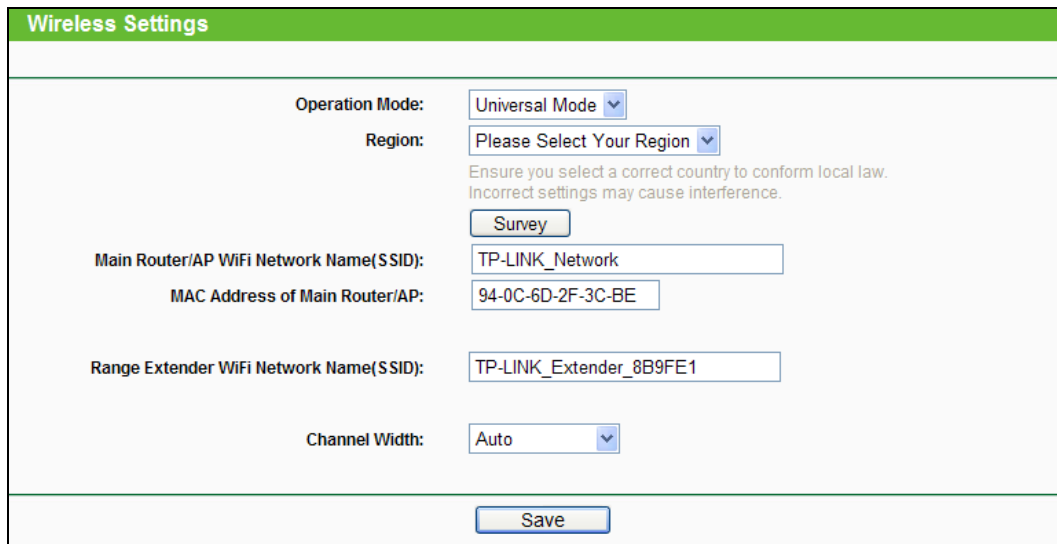 Wireless Settings
Operation Mode: Universal Mode
Region: Please Select Your Region
Ensure you select a correct country to conform local law.
Incorrect settings may cause interference.
Survey
Main Router/AP WiFi Network Name(SSID): TP-LINK_Network
MAC Address of Main Router/AP: 94-0C-6D-2F-3C-BE
Range Extender WiFi Network Name(SSID): TP-LINK_Extender_8B9FE1
Channel Width: Auto
Save